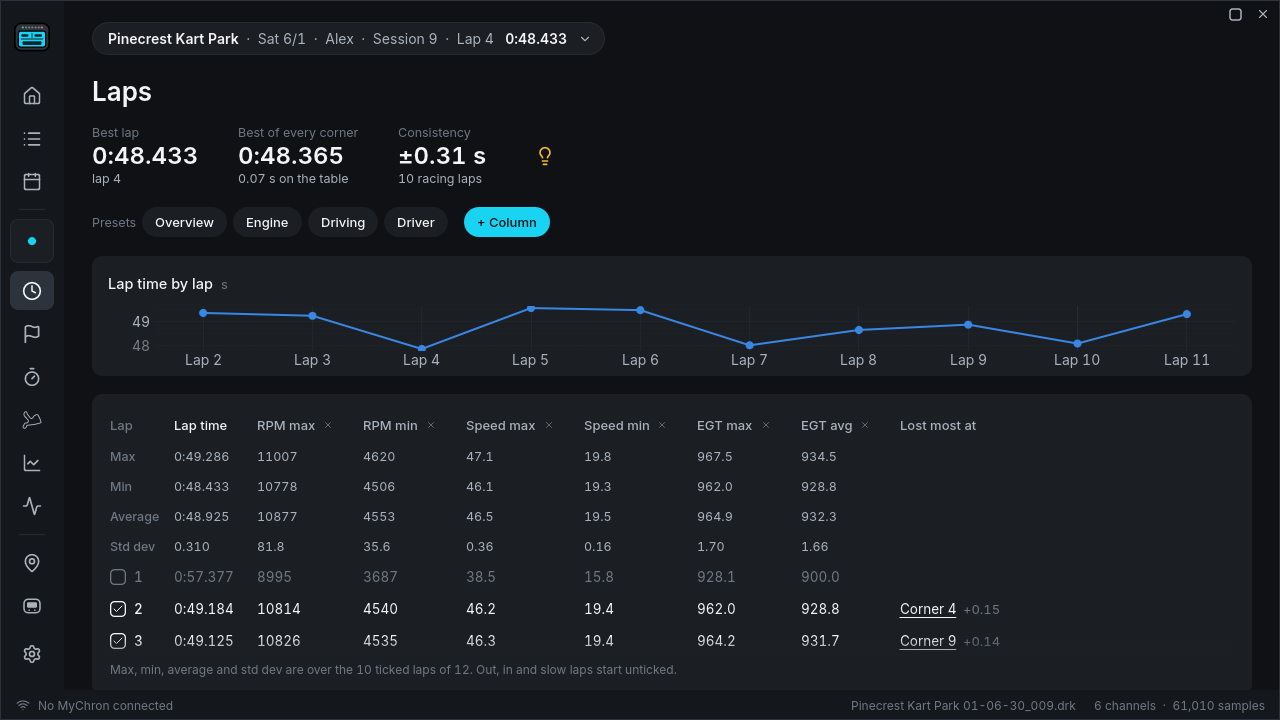 Pinecrest Kart Park · Sat 6/1 · Alex · Session 9 · Lap 4 0:48.433
Laps
Best lap Best of every corner Consistency
0:48.433 0:48.365 ±0.31 s
lap 4 0.07 s on the table 10 racing laps
Presets Overview Engine Driving Driver + Column
Lap time by lap s
49
48
Lap 2 Lap 3 Lap 4 Lap 5 Lap 6 Lap 7 Lap 8 Lap 9 Lap 10 Lap 11
Lap Lap time RPM max × RPM min × Speed max × Speed min × EGT max × EGT avg × Lost most at
Max 0:49.286 11007 4620 47.1 19.8 967.5 934.5
Min 0:48.433 10778 4506 46.1 19.3 962.0 928.8
Average 0:48.925 10877 4553 46.5 19.5 964.9 932.3
Std dev 0.310 81.8 35.6 0.36 0.16 1.70 1.66
1 0:57.377 8995 3687 38.5 15.8 928.1 900.0
2 0:49.184 10814 4540 46.2 19.4 962.0 928.8 Corner 4 +0.15
3 0:49.125 10826 4535 46.3 19.4 964.2 931.7 Corner 9 +0.14
Max, min, average and std dev are over the 10 ticked laps of 12. Out, in and slow laps start unticked.
No MyChron connected Pinecrest Kart Park 01-06-30_009.drk 6 channels · 61,010 samples